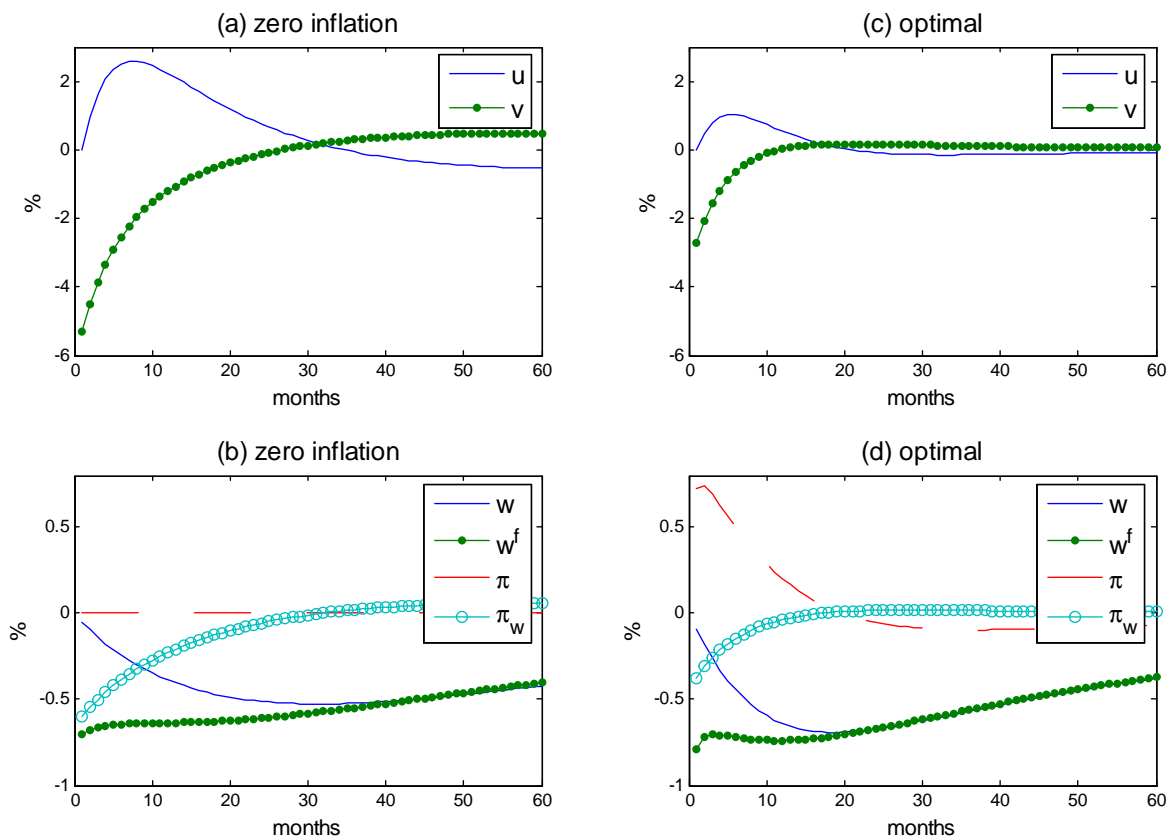 (a) zero inflation
2
0
-2
-4
-6
%
u
v
0 10 20 30 40 50 60
months
(c) optimal
2
0
-2
-4
-6
%
u
v
0 10 20 30 40 50 60
months
(b) zero inflation
0.5
0
-0.5
-1
%
w
w^f
π
π_w
0 10 20 30 40 50 60
months
(d) optimal
0.5
0
-0.5
-1
%
w
w^f
π
π_w
0 10 20 30 40 50 60
months